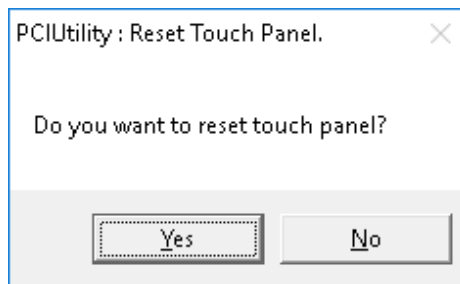 PCIUtility : Reset Touch Panel.
Do you want to reset touch panel?
Yes
No